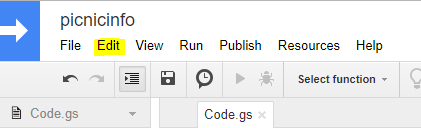 picnicinfo
File Edit View Run Publish Resources Help
Select function
Code.gs Code.gs